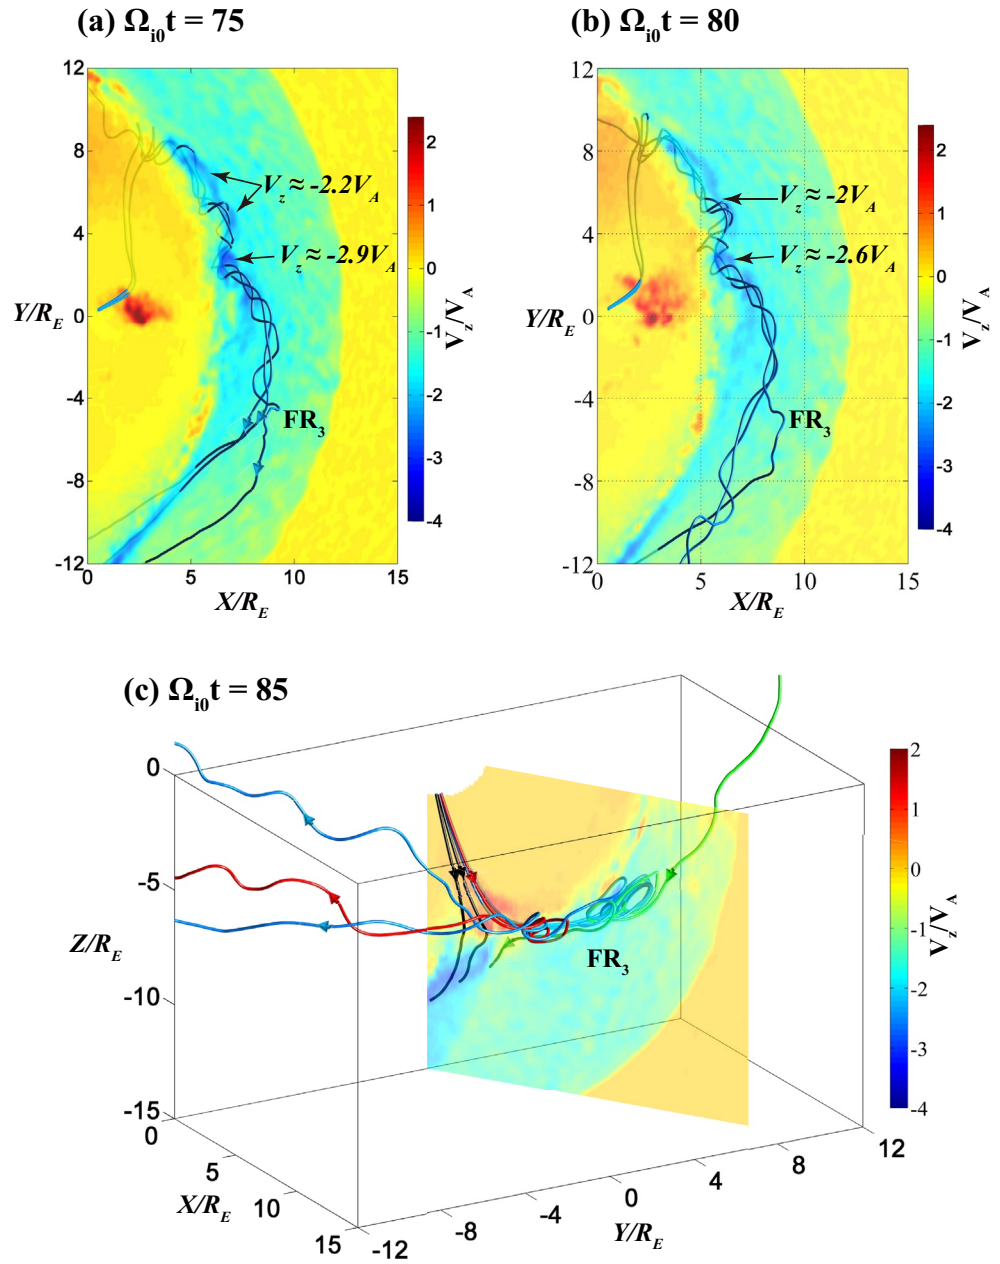 (a) Ωi0t = 75
(b) Ωi0t = 80
12
8
4
0
-4
-8
-12
Y/RE
0
5
10
15
X/RE
Vz ≈ -2.2VA
Vz ≈ -2.9VA
FR3
2
1
0
-1
-2
-3
-4
Vz/VA
12
8
4
0
-4
-8
-12
Y/RE
0
5
10
15
X/RE
Vz ≈ -2VA
Vz ≈ -2.6VA
FR3
2
1
0
-1
-2
-3
-4
Vz/VA
(c) Ωi0t = 85
0
-5
Z/RE
-10
-15
0
5
X/RE
10
15
-12
-8
-4
0
Y/RE
4
8
12
FR3
2
1
0
-1
-2
-3
-4
Vz/VA